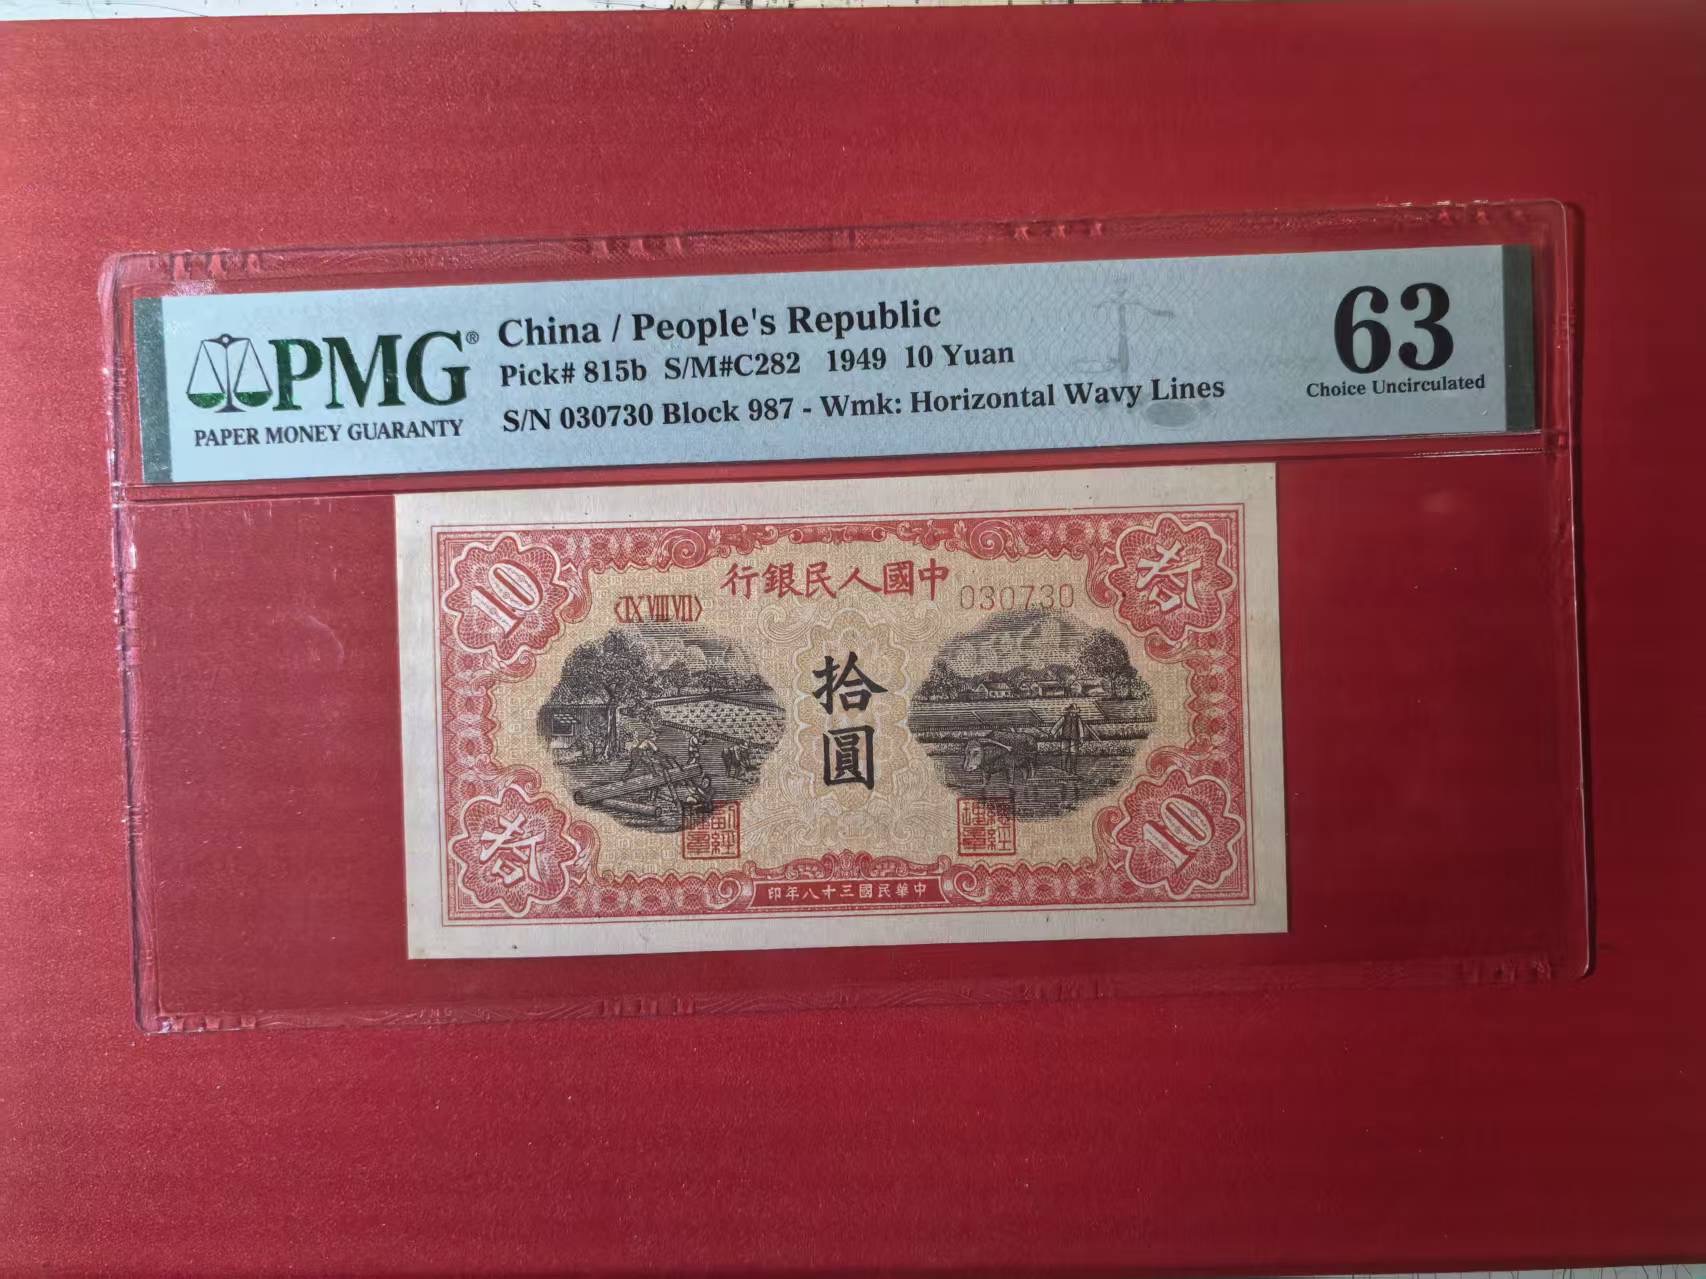 PMG®
PAPER MONEY GUARANTY
China / People's Republic
Pick# 815b S/M#C282 1949 10 Yuan
S/N 030730 Block 987 - Wmk: Horizontal Wavy Lines
63
Choice Uncirculated
行銀民人國中
10
〈IX VIII VII〉
030730
拾
圓
10
印年八十三國民華中